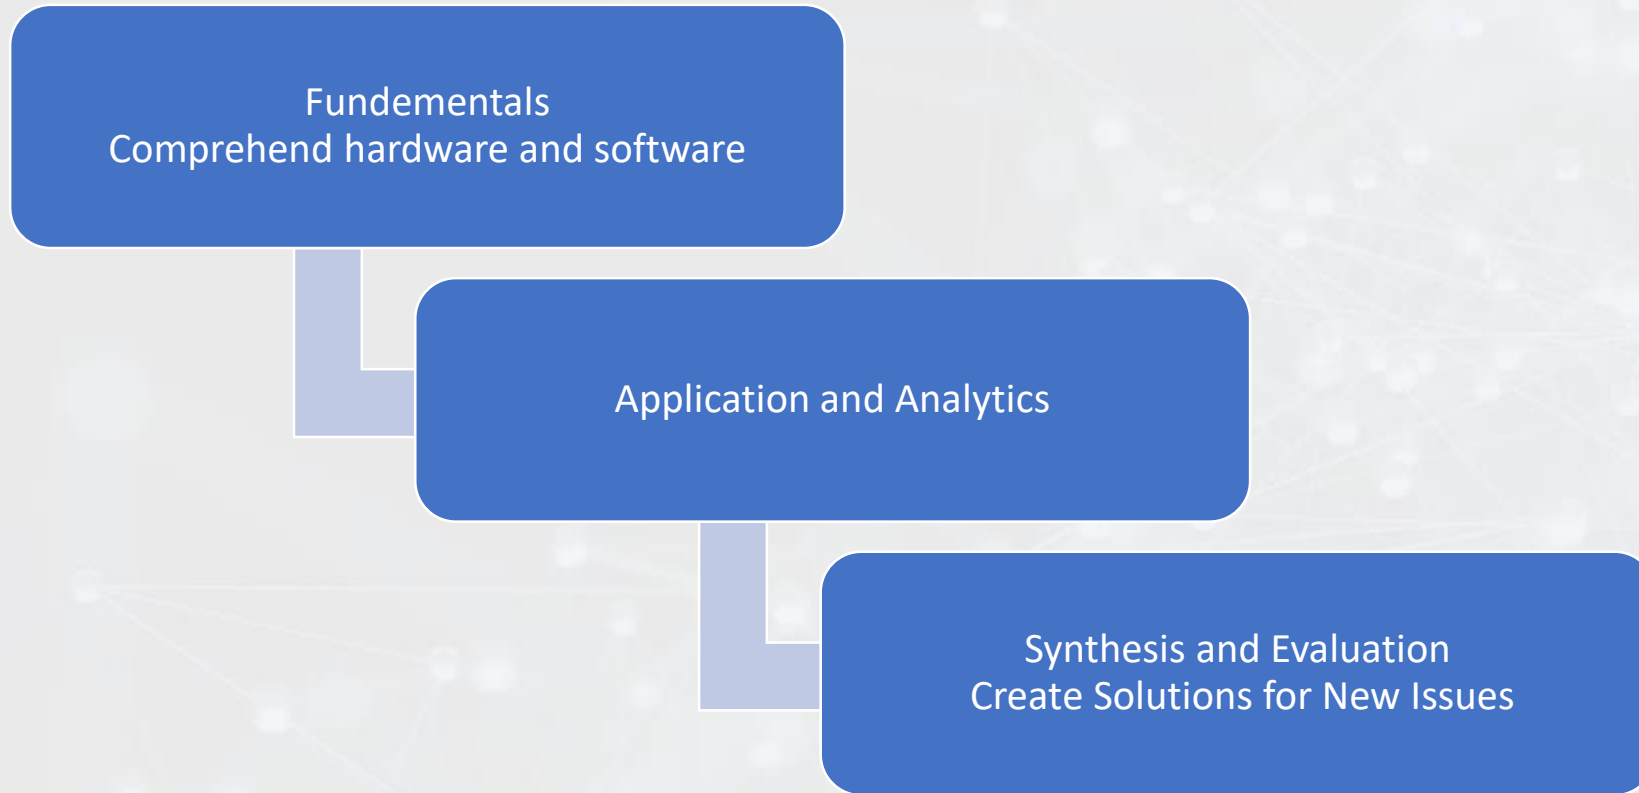 Fundementals
Comprehend hardware and software
Application and Analytics
Synthesis and Evaluation
Create Solutions for New Issues